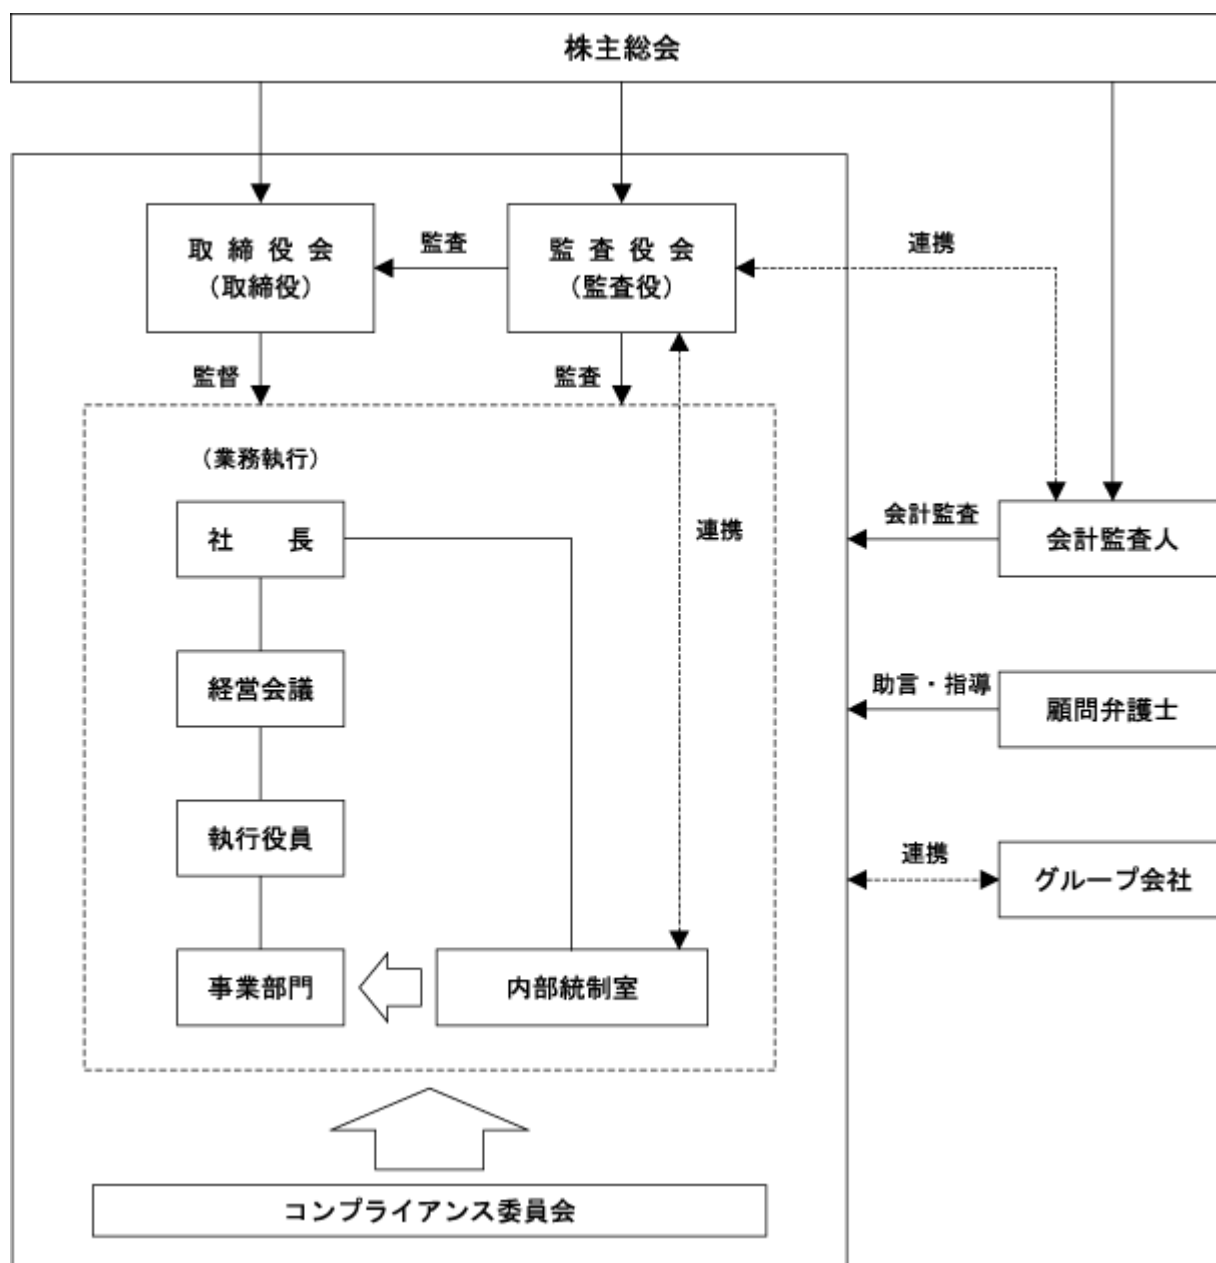 株主総会
取締役会
(取締役)
監査
監査役会
(監査役)
連携
監督
監査
(業務執行)
社　長
連携
会計監査
会計監査人
経営会議
助言・指導
顧問弁護士
執行役員
連携
グループ会社
事業部門
内部統制室
コンプライアンス委員会